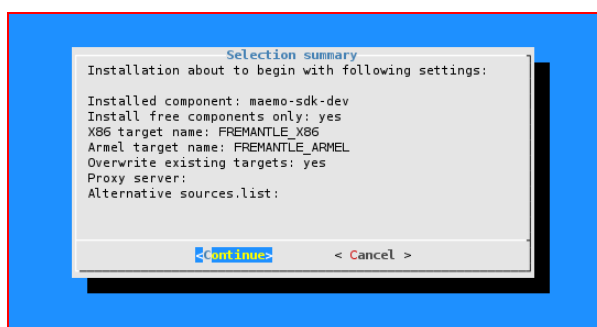 Selection summary
Installation about to begin with following settings:
Installed component: maemo-sdk-dev
Install free components only: yes
X86 target name: FREMANTLE_X86
Armel target name: FREMANTLE_ARMEL
Overwrite existing targets: yes
Proxy server:
Alternative sources.list:
<Continue> < Cancel >